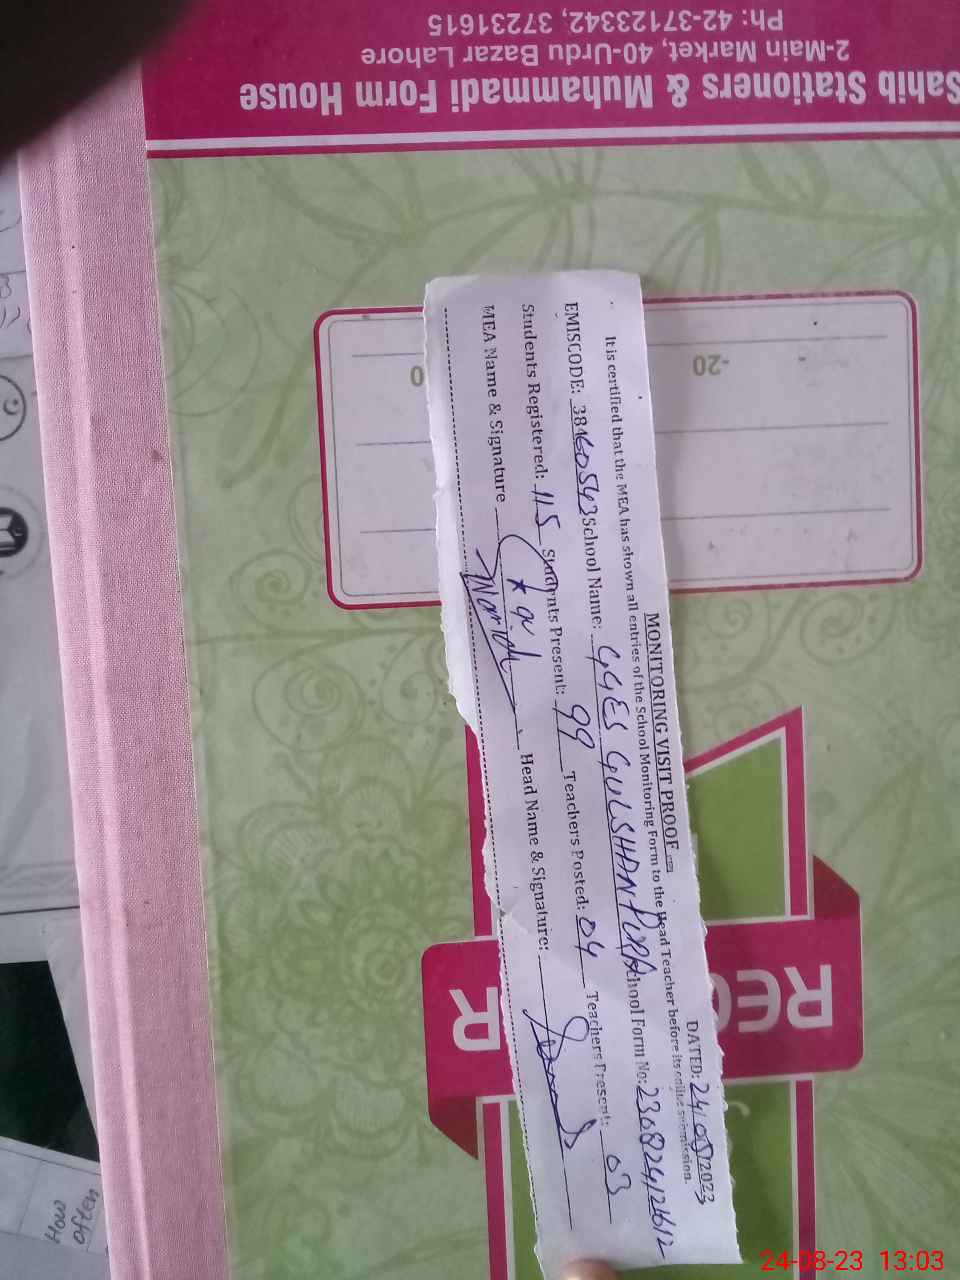 Sahib Stationers & Muhammadi Form House
2-Main Market, 40-Urdu Bazar Lahore
Ph: 42-37123342, 37231615
-20
0
REC
R
MONITORING VISIT PROOF
DATED: 24/08/2023
It is certified that the MEA has shown all entries of the School Monitoring Form to the Head Teacher before its online submission.
EMISCODE: 38460543 School Name: GGES GULSHAN PURA School Form No: 230824121612
Students Registered: 115 Students Present: 99 Teachers Posted: 04 Teachers Present: 03
MEA Name & Signature Head Name & Signature:
How
often
24-08-23 13:03